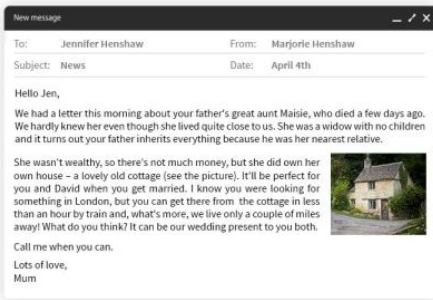 New message
To: Jennifer Henshaw From: Marjorie Henshaw
Subject: News Date: April 4th
Hello Jen,
We had a letter this morning about your father's great aunt Maisie, who died a few days ago.
We hardly knew her even though she lived quite close to us. She was a widow with no children
and it turns out your father inherits everything because he was her nearest relative.
She wasn't wealthy, so there's not much money, but she did own her
own house – a lovely old cottage (see the picture). It'll be perfect for
you and David when you get married. I know you were looking for
something in London, but you can get there from the cottage in less
than an hour by train and, what's more, we live only a couple of miles
away! What do you think? It can be our wedding present to you both.
Call me when you can.
Lots of love,
Mum